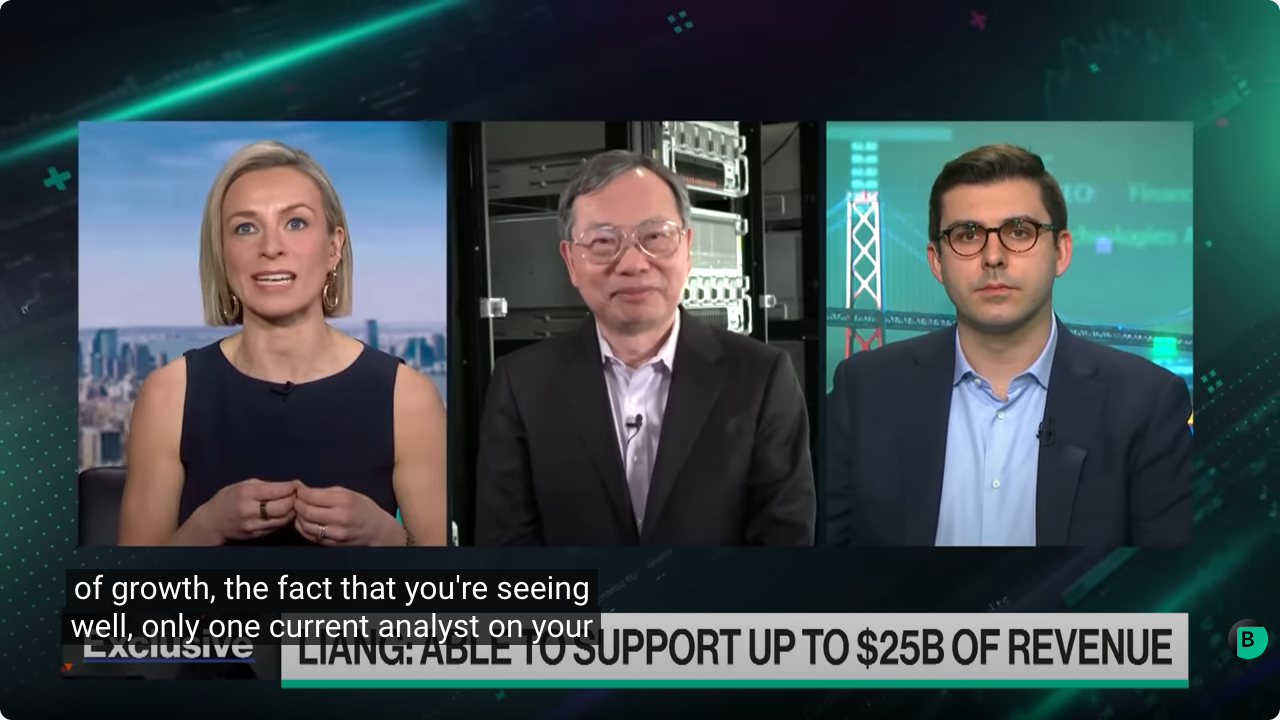 Financ
of growth, the fact that you're seeing
well, only one current analyst on your
Exclusive
LIANG: ABLE TO SUPPORT UP TO $25B OF REVENUE
B